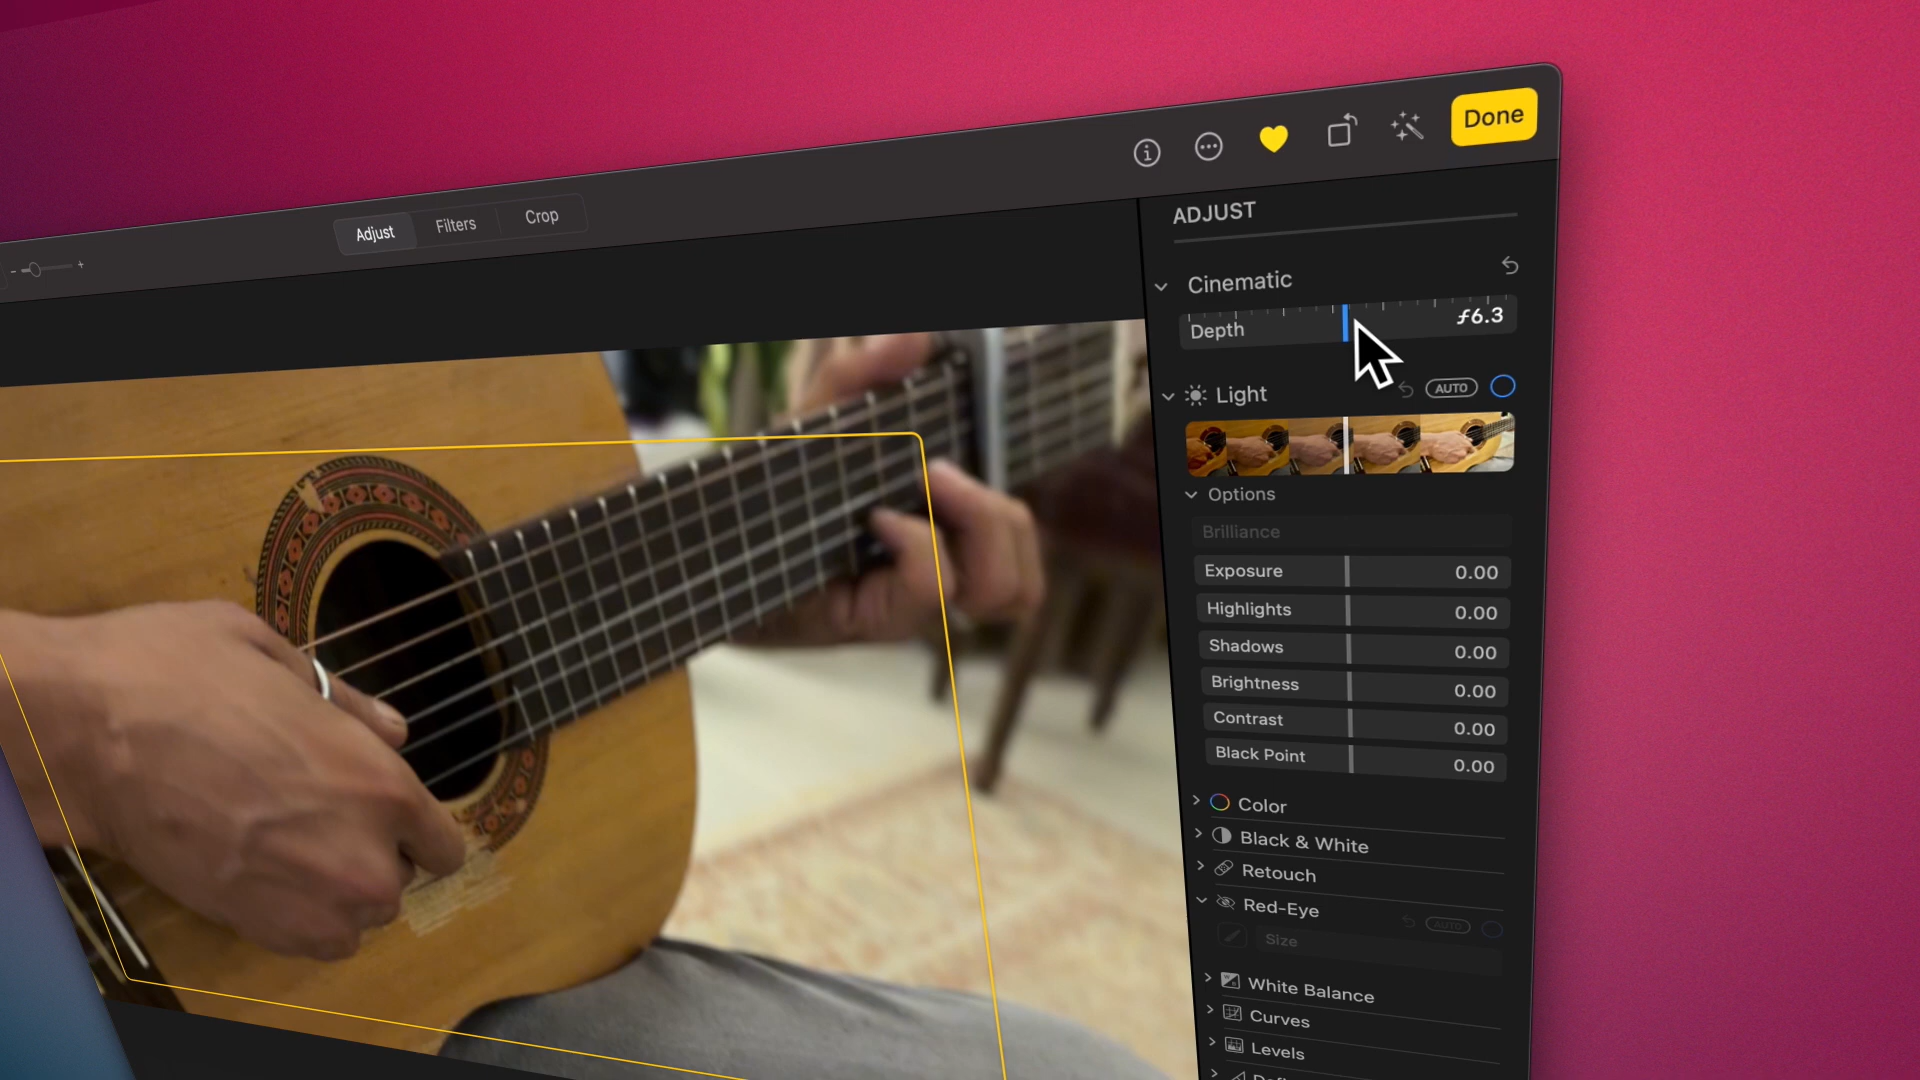 Done
Adjust Filters Crop
ADJUST
Cinematic
Depth ƒ6.3
Light AUTO
Options
Brilliance
Exposure 0.00
Highlights 0.00
Shadows 0.00
Brightness 0.00
Contrast 0.00
Black Point 0.00
Color
Black & White
Retouch
Red-Eye AUTO
Size
White Balance
Curves
Levels